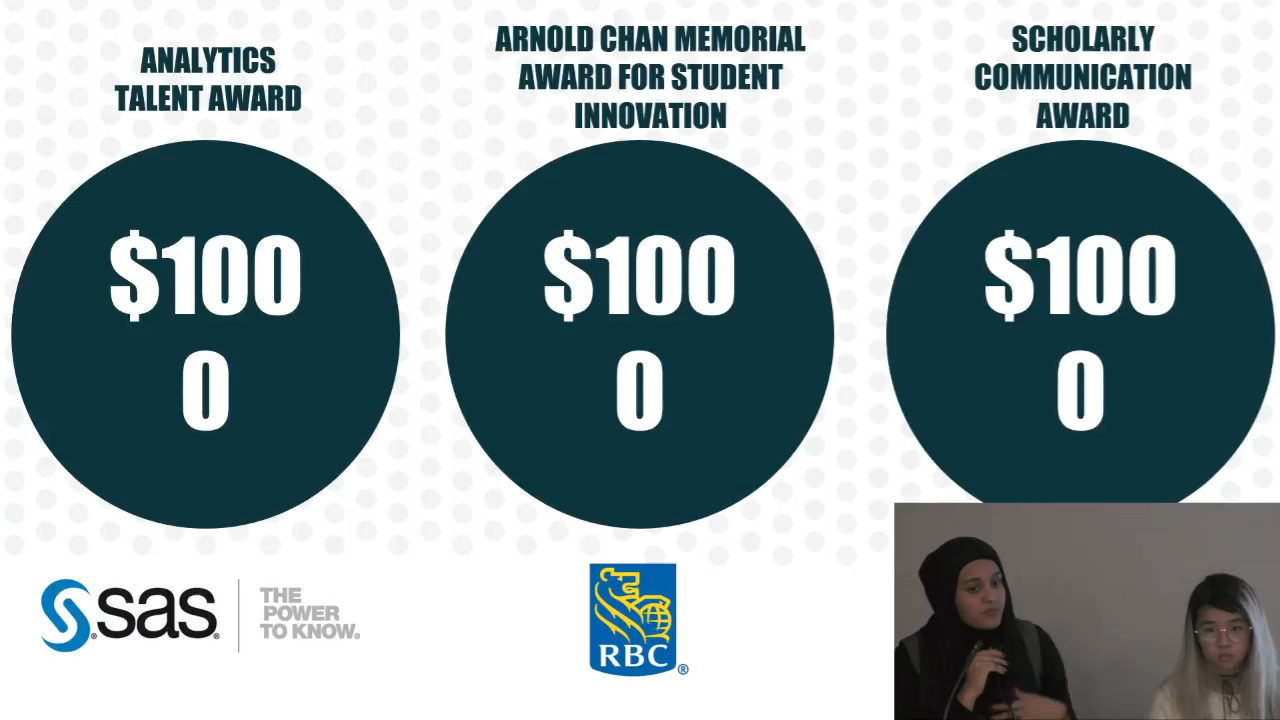 ANALYTICS
TALENT AWARD
$100
0
sas
THE
POWER
TO KNOW®
ARNOLD CHAN MEMORIAL
AWARD FOR STUDENT
INNOVATION
$100
0
RBC®
SCHOLARLY
COMMUNICATION
AWARD
$100
0